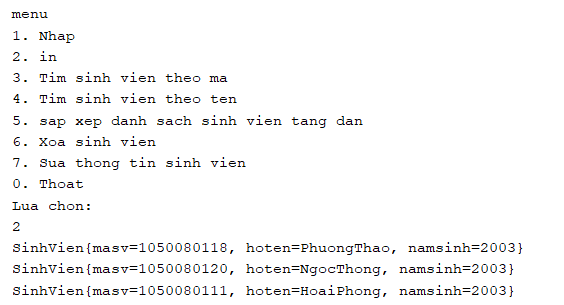 menu
1. Nhap
2. in
3. Tim sinh vien theo ma
4. Tim sinh vien theo ten
5. sap xep danh sach sinh vien tang dan
6. Xoa sinh vien
7. Sua thong tin sinh vien
0. Thoat
Lua chon:
2
SinhVien{masv=1050080118, hoten=PhuongThao, namsinh=2003}
SinhVien{masv=1050080120, hoten=NgocThong, namsinh=2003}
SinhVien{masv=1050080111, hoten=HoaiPhong, namsinh=2003}